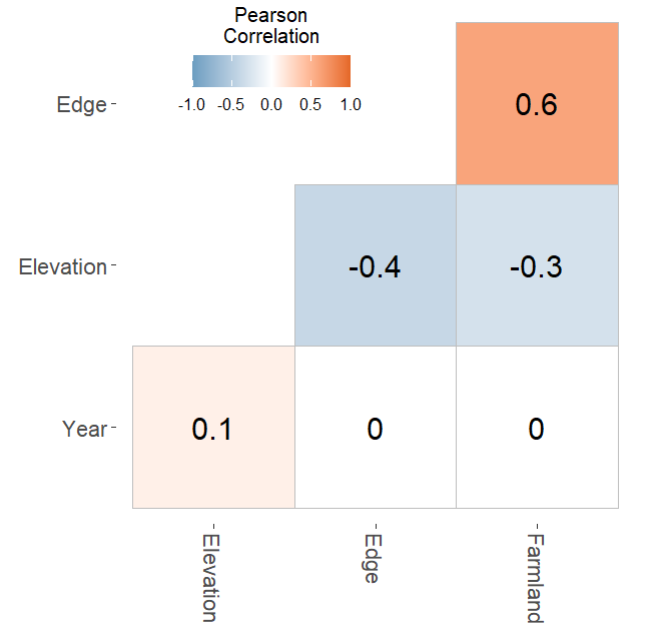 Pearson
Correlation
-1.0 -0.5 0.0 0.5 1.0
Edge
0.6
Elevation
-0.4 -0.3
Year
0.1 0 0
Elevation
Edge
Farmland